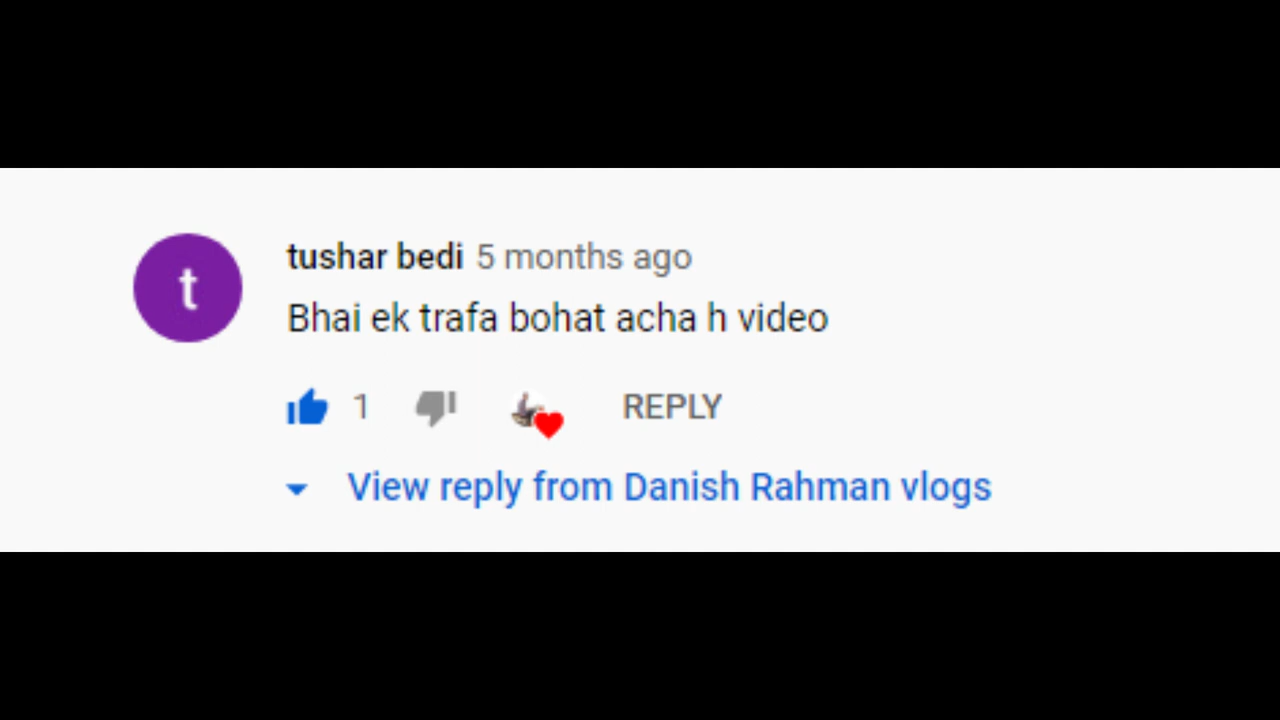 t
tushar bedi 5 months ago
Bhai ek trafa bohat acha h video
1 REPLY
View reply from Danish Rahman vlogs